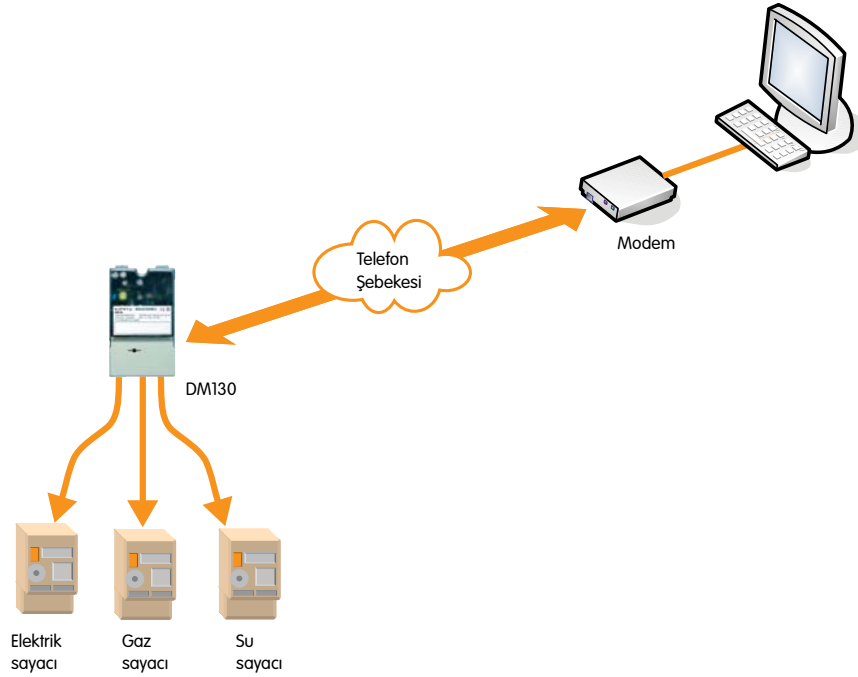 Modem
Telefon
Şebekesi
DM130
Elektrik
sayacı
Gaz
sayacı
Su
sayacı